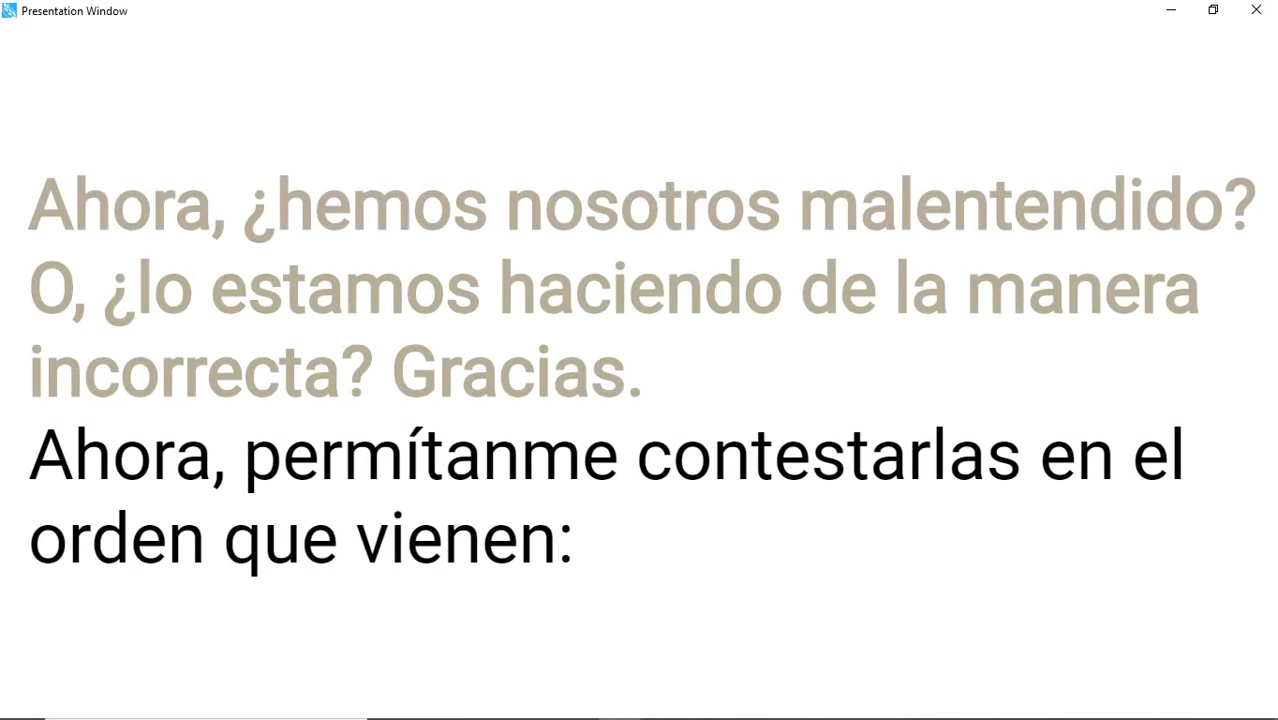 Presentation Window
Ahora, ¿hemos nosotros malentendido?
O, ¿lo estamos haciendo de la manera
incorrecta? Gracias.
Ahora, permítanme contestarlas en el
orden que vienen: